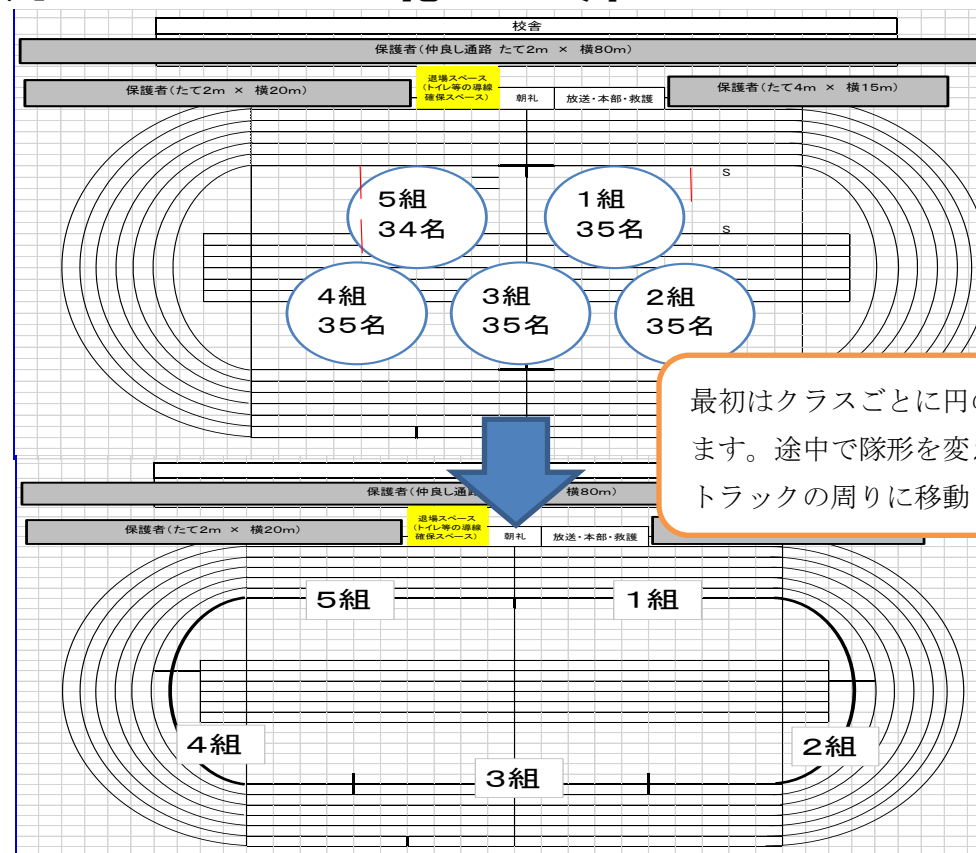 校舎
保護者(仲良し通路 たて2m × 横80m)
保護者(たて2m × 横20m)
退場スペース
(トイレ等の導線
確保スペース)
朝礼
放送・本部・救護
保護者(たて4m × 横15m)
S
5組
34名
1組
35名
S
4組
35名
3組
35名
2組
35名
最初はクラスごとに円の
ます。途中で隊形を変
トラックの周りに移動
保護者(仲良し通
横80m)
保護者(たて2m × 横20m)
退場スペース
(トイレ等の導線
確保スペース)
朝礼
放送・本部・救護
5組
1組
4組
2組
3組